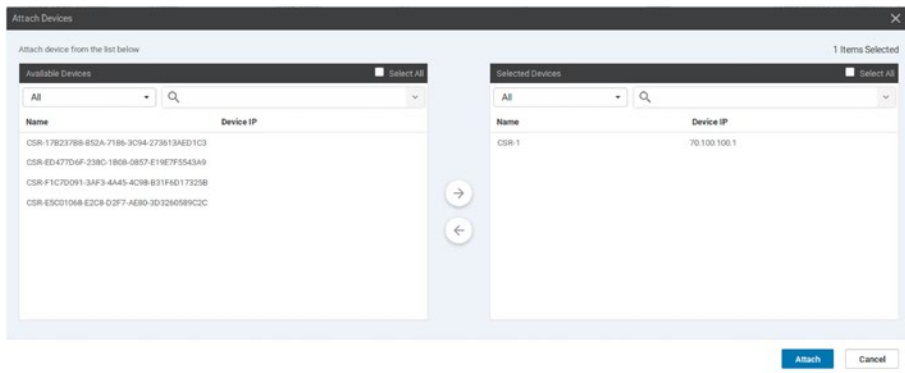 Attach Devices
Attach device from the list below
1 Items Selected
Available Devices
Select All
All
Name Device IP
CSR-17B237B8-852A-7186-3C94-273613AED1C3
CSR-ED477D6F-238C-1B08-0857-E19E7F5543A9
CSR-F1C7D091-3AF3-4A45-4C9B-B31F6D17325B
CSR-E5C01068-E2C8-D2F7-AE80-3D3260589C2C
Selected Devices
Select All
All
Name Device IP
CSR-1 70.100.100.1
Attach Cancel